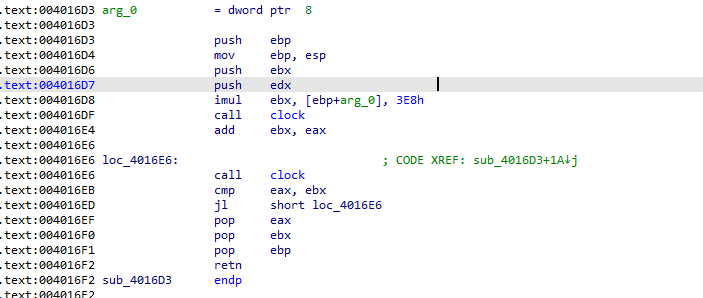 .text:004016D3 arg_0 = dword ptr 8
.text:004016D3
.text:004016D3 push ebp
.text:004016D4 mov ebp, esp
.text:004016D6 push ebx
.text:004016D7 push edx
.text:004016D8 imul ebx, [ebp+arg_0], 3E8h
.text:004016DF call clock
.text:004016E4 add ebx, eax
.text:004016E6
.text:004016E6 loc_4016E6: ; CODE XREF: sub_4016D3+1A↓j
.text:004016E6 call clock
.text:004016EB cmp eax, ebx
.text:004016ED jl short loc_4016E6
.text:004016EF pop eax
.text:004016F0 pop ebx
.text:004016F1 pop ebp
.text:004016F2 retn
.text:004016F2 sub_4016D3 endp
.text:004016F2